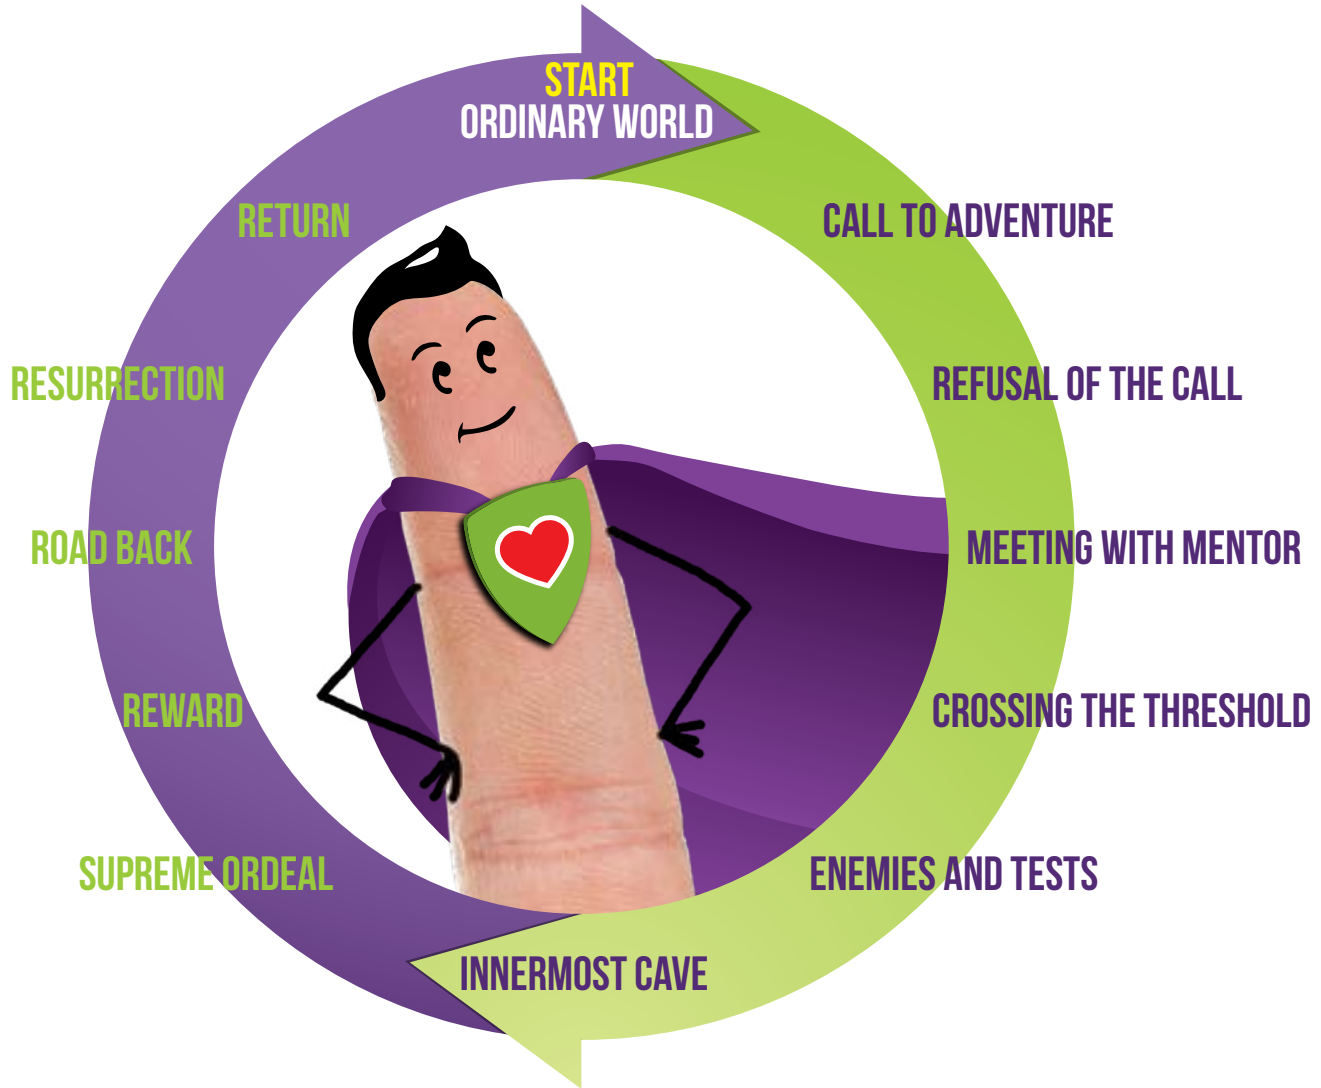 START
ORDINARY WORLD
CALL TO ADVENTURE
REFUSAL OF THE CALL
MEETING WITH MENTOR
CROSSING THE THRESHOLD
ENEMIES AND TESTS
INNERMOST CAVE
SUPREME ORDEAL
REWARD
ROAD BACK
RESURRECTION
RETURN